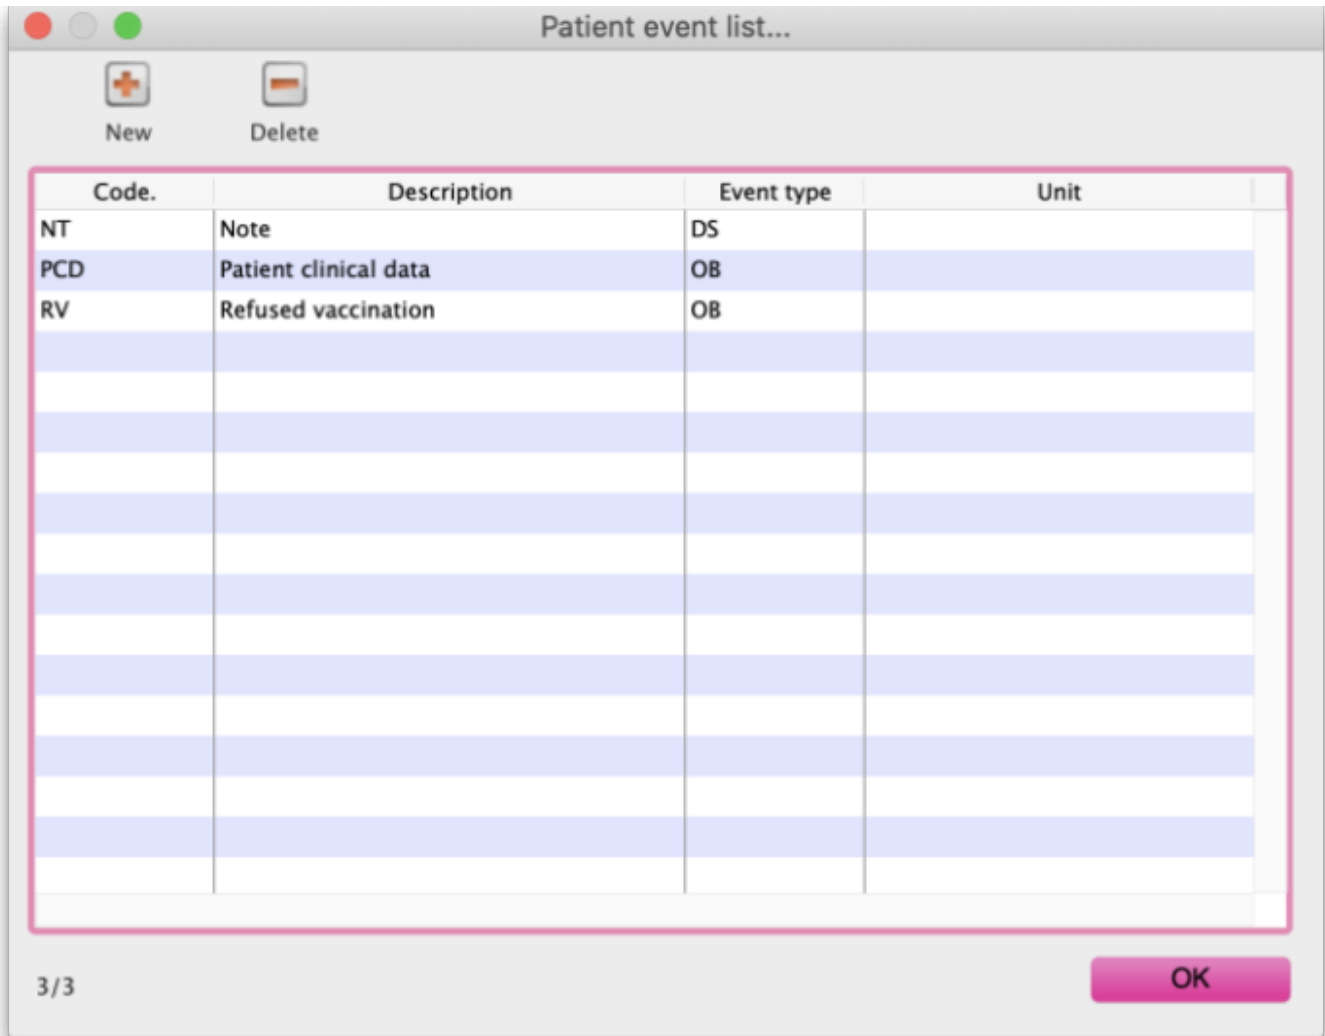 Patient event list...
New Delete
Code. Description Event type Unit
NT Note DS
PCD Patient clinical data OB
RV Refused vaccination OB
3/3 OK